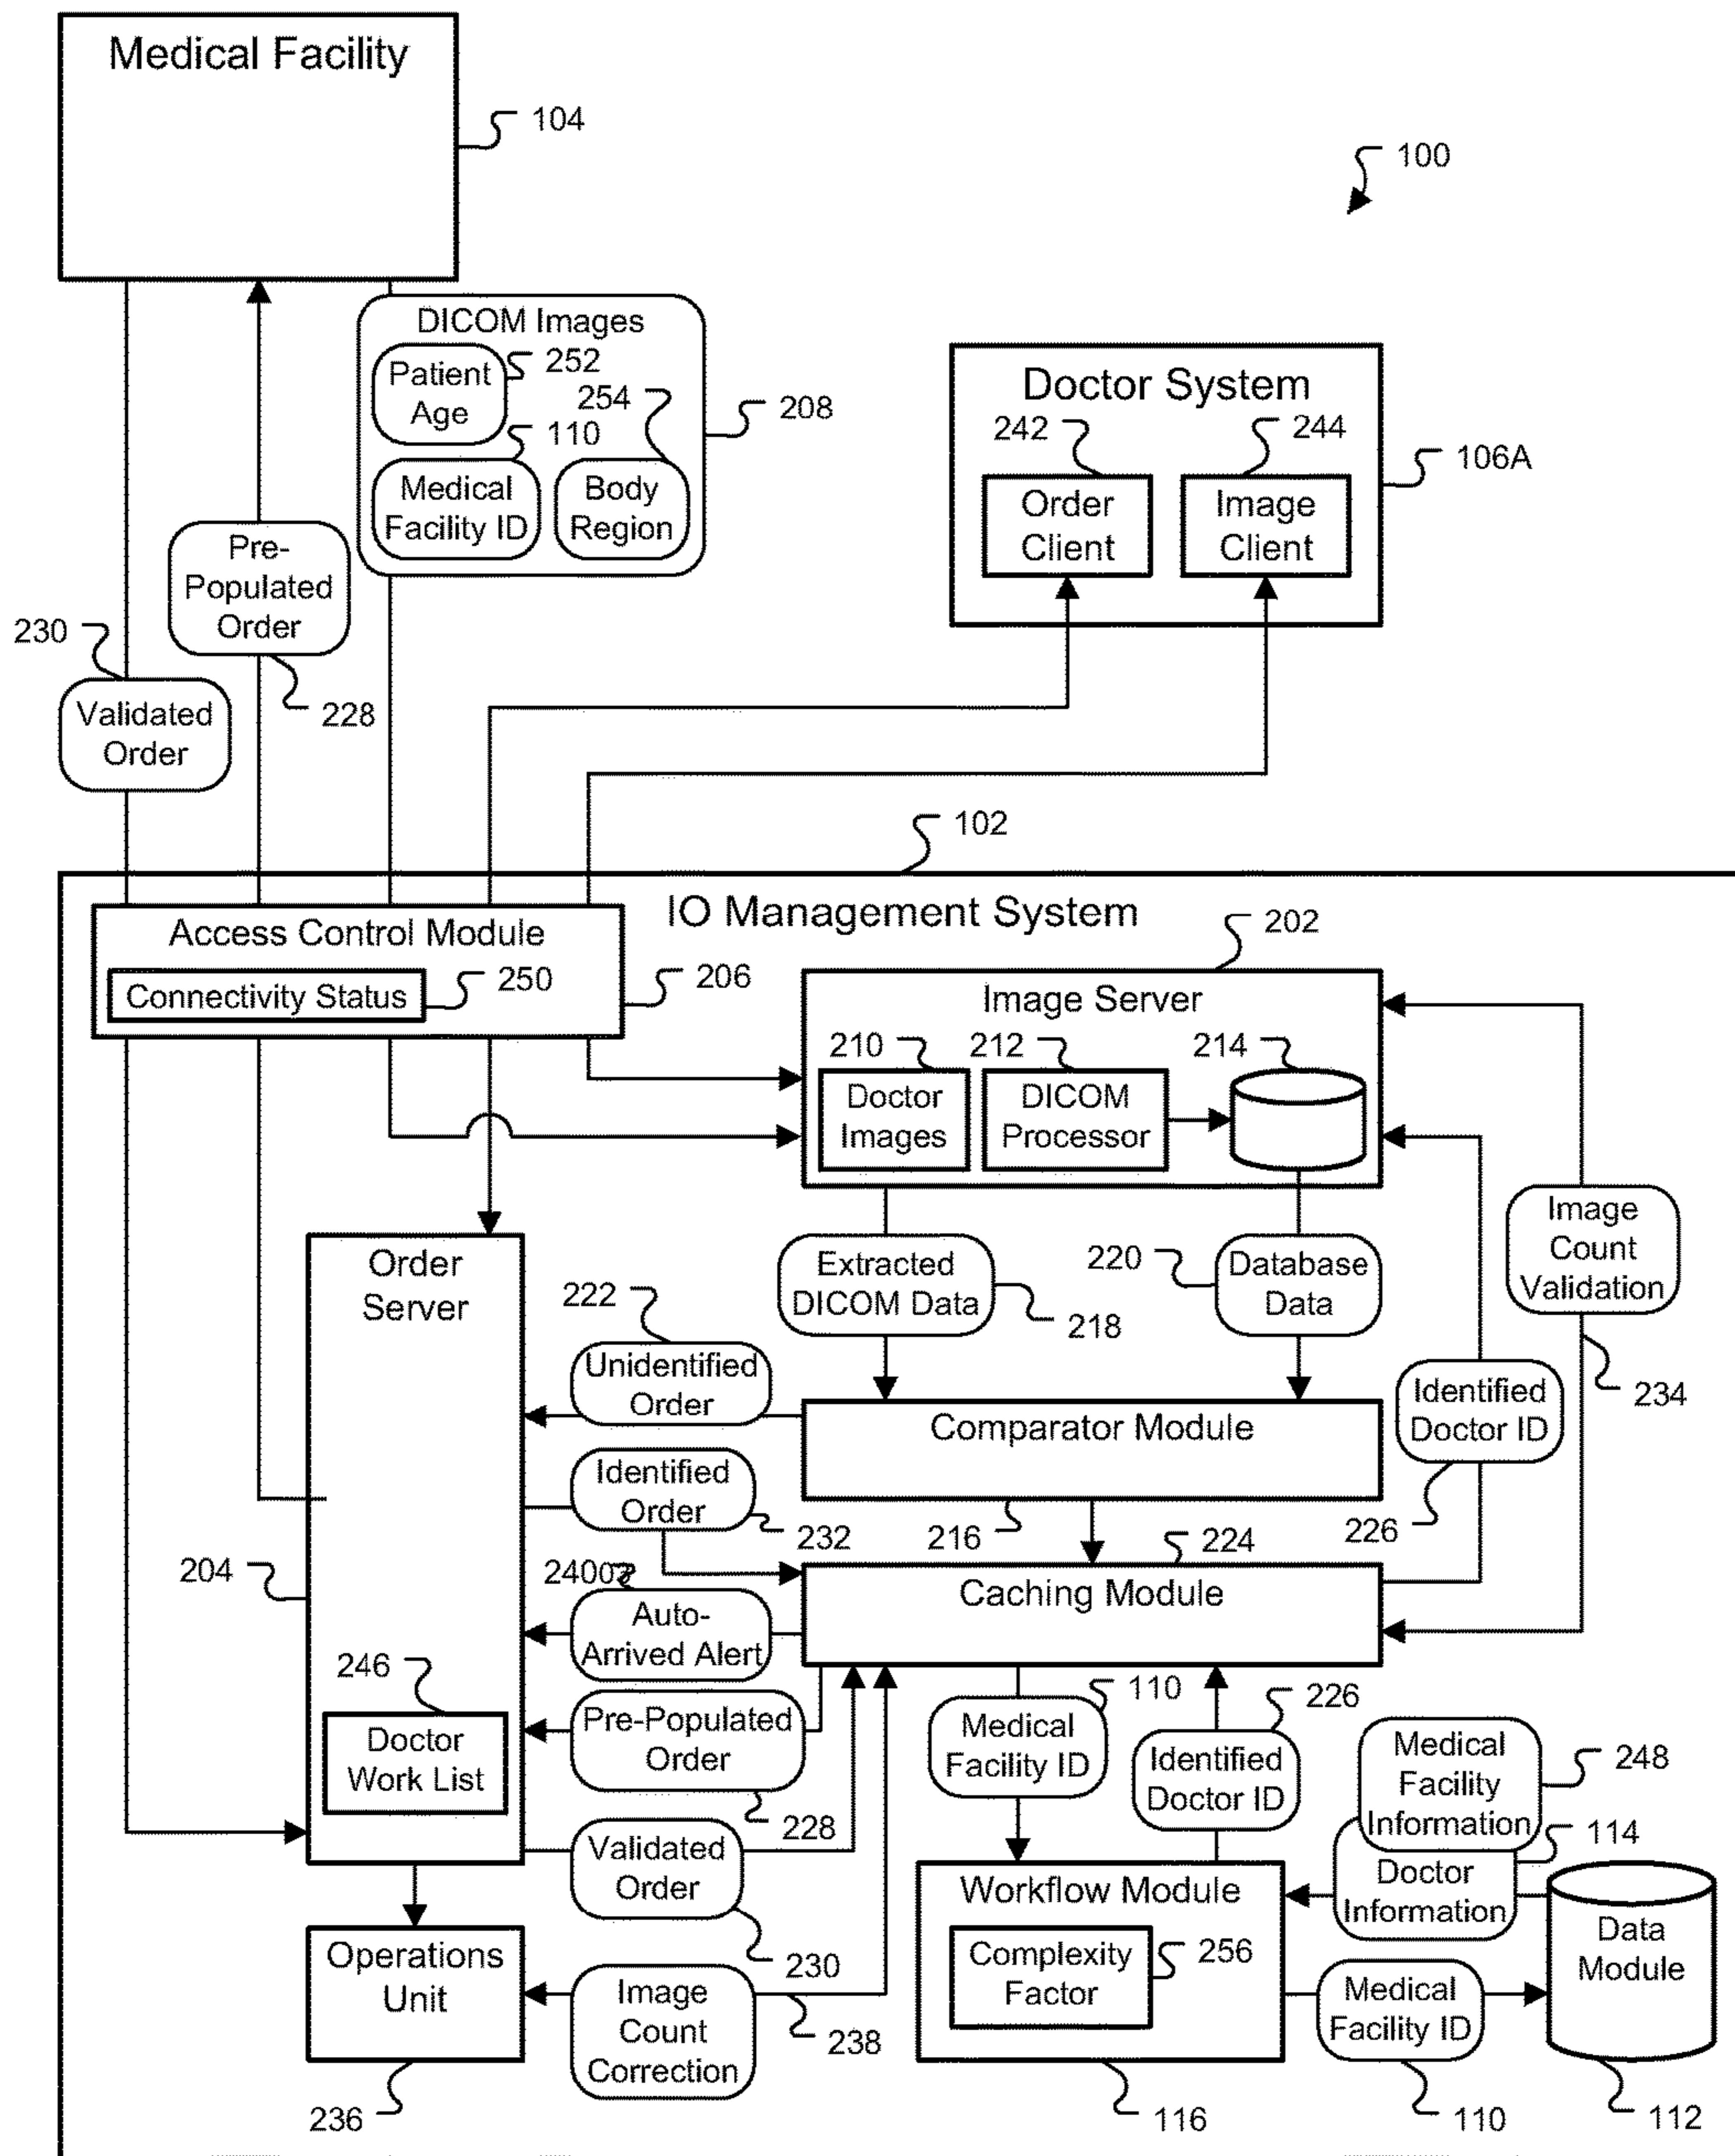 Medical Facility
104
100
DICOM Images
Patient
Age
252
254
110
208
Medical
Facility ID
Body
Region
Doctor System
242
244
106A
Order
Client
Image
Client
Pre-
Populated
Order
230
228
Validated
Order
102
IO Management System
Access Control Module
Connectivity Status
250
206
202
Image Server
210
212
214
Doctor
Images
DICOM
Processor
Order
Server
Extracted
DICOM Data
218
220
Database
Data
Image
Count
Validation
234
222
Unidentified
Order
Identified
Doctor ID
226
Comparator Module
216
Identified
Order
232
224
204
Caching Module
240
Auto-
Arrived Alert
246
Doctor
Work List
Pre-Populated
Order
228
110
Medical
Facility ID
226
Identified
Doctor ID
Medical
Facility
Information
248
114
Doctor
Information
Validated
Order
230
Workflow Module
Complexity
Factor
256
Data
Module
Operations
Unit
Image
Count
Correction
238
Medical
Facility ID
236
116
110
112